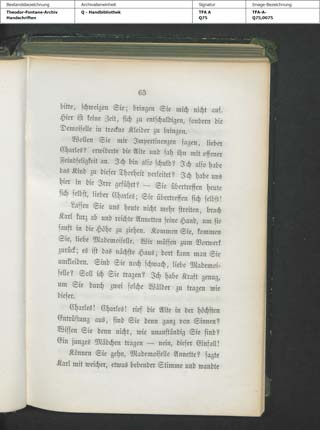 Bestandsbezeichnung
Theodor-Fontane-Archiv
Handschriften
Archivalieneinheit
Q - Handbibliothek
Signatur
TFA A
Q75
Image-Bezeichnung
TFA-A-
Q75,0075
65
bitte, schweigen Sie; bringen Sie mich nicht auf.
Hier ist keine Zeit, sich zu entschuldigen, sondern die
Demoiselle in trockne Kleider zu bringen.
Wollen Sie mir Impertinenzen sagen, lieber
Charles? erwiederte die Alte und sah ihn mit offener
Feindseligkeit an. Ich bin also schuld? Ich also habe
das Kind zu dieser Thorheit verleitet? Ich habe uns
hier in die Irre geführt? — Sie übertreffen heute
sich selbst, lieber Charles; Sie übertreffen sich selbst!
Lassen Sie uns heute nicht mehr streiten, brach
Karl kurz ab und reichte Annetten seine Hand, um sie
sanft in die Höhe zu ziehen. Kommen Sie, kommen
Sie, liebe Mademoiselle. Wir müssen zum Vorwerk
zurück; es ist das nächste Haus; dort kann man Sie
umkleiden. Sind Sie noch schwach, liebe Mademoi-
selle? Soll ich Sie tragen? Ich habe Kraft genug,
um Sie durch zwei solche Wälder zu tragen wie
dieser.
Charles! Charles! rief die Alte in der höchsten
Entrüstung aus, sind Sie denn ganz von Sinnen?
Wissen Sie denn nicht, wie unanständig Sie sind?
Ein junges Mädchen tragen — nein, dieser Einfall!
Können Sie gehn, Mademoiselle Annette? sagte
Karl mit weicher, etwas bebender Stimme und wandte